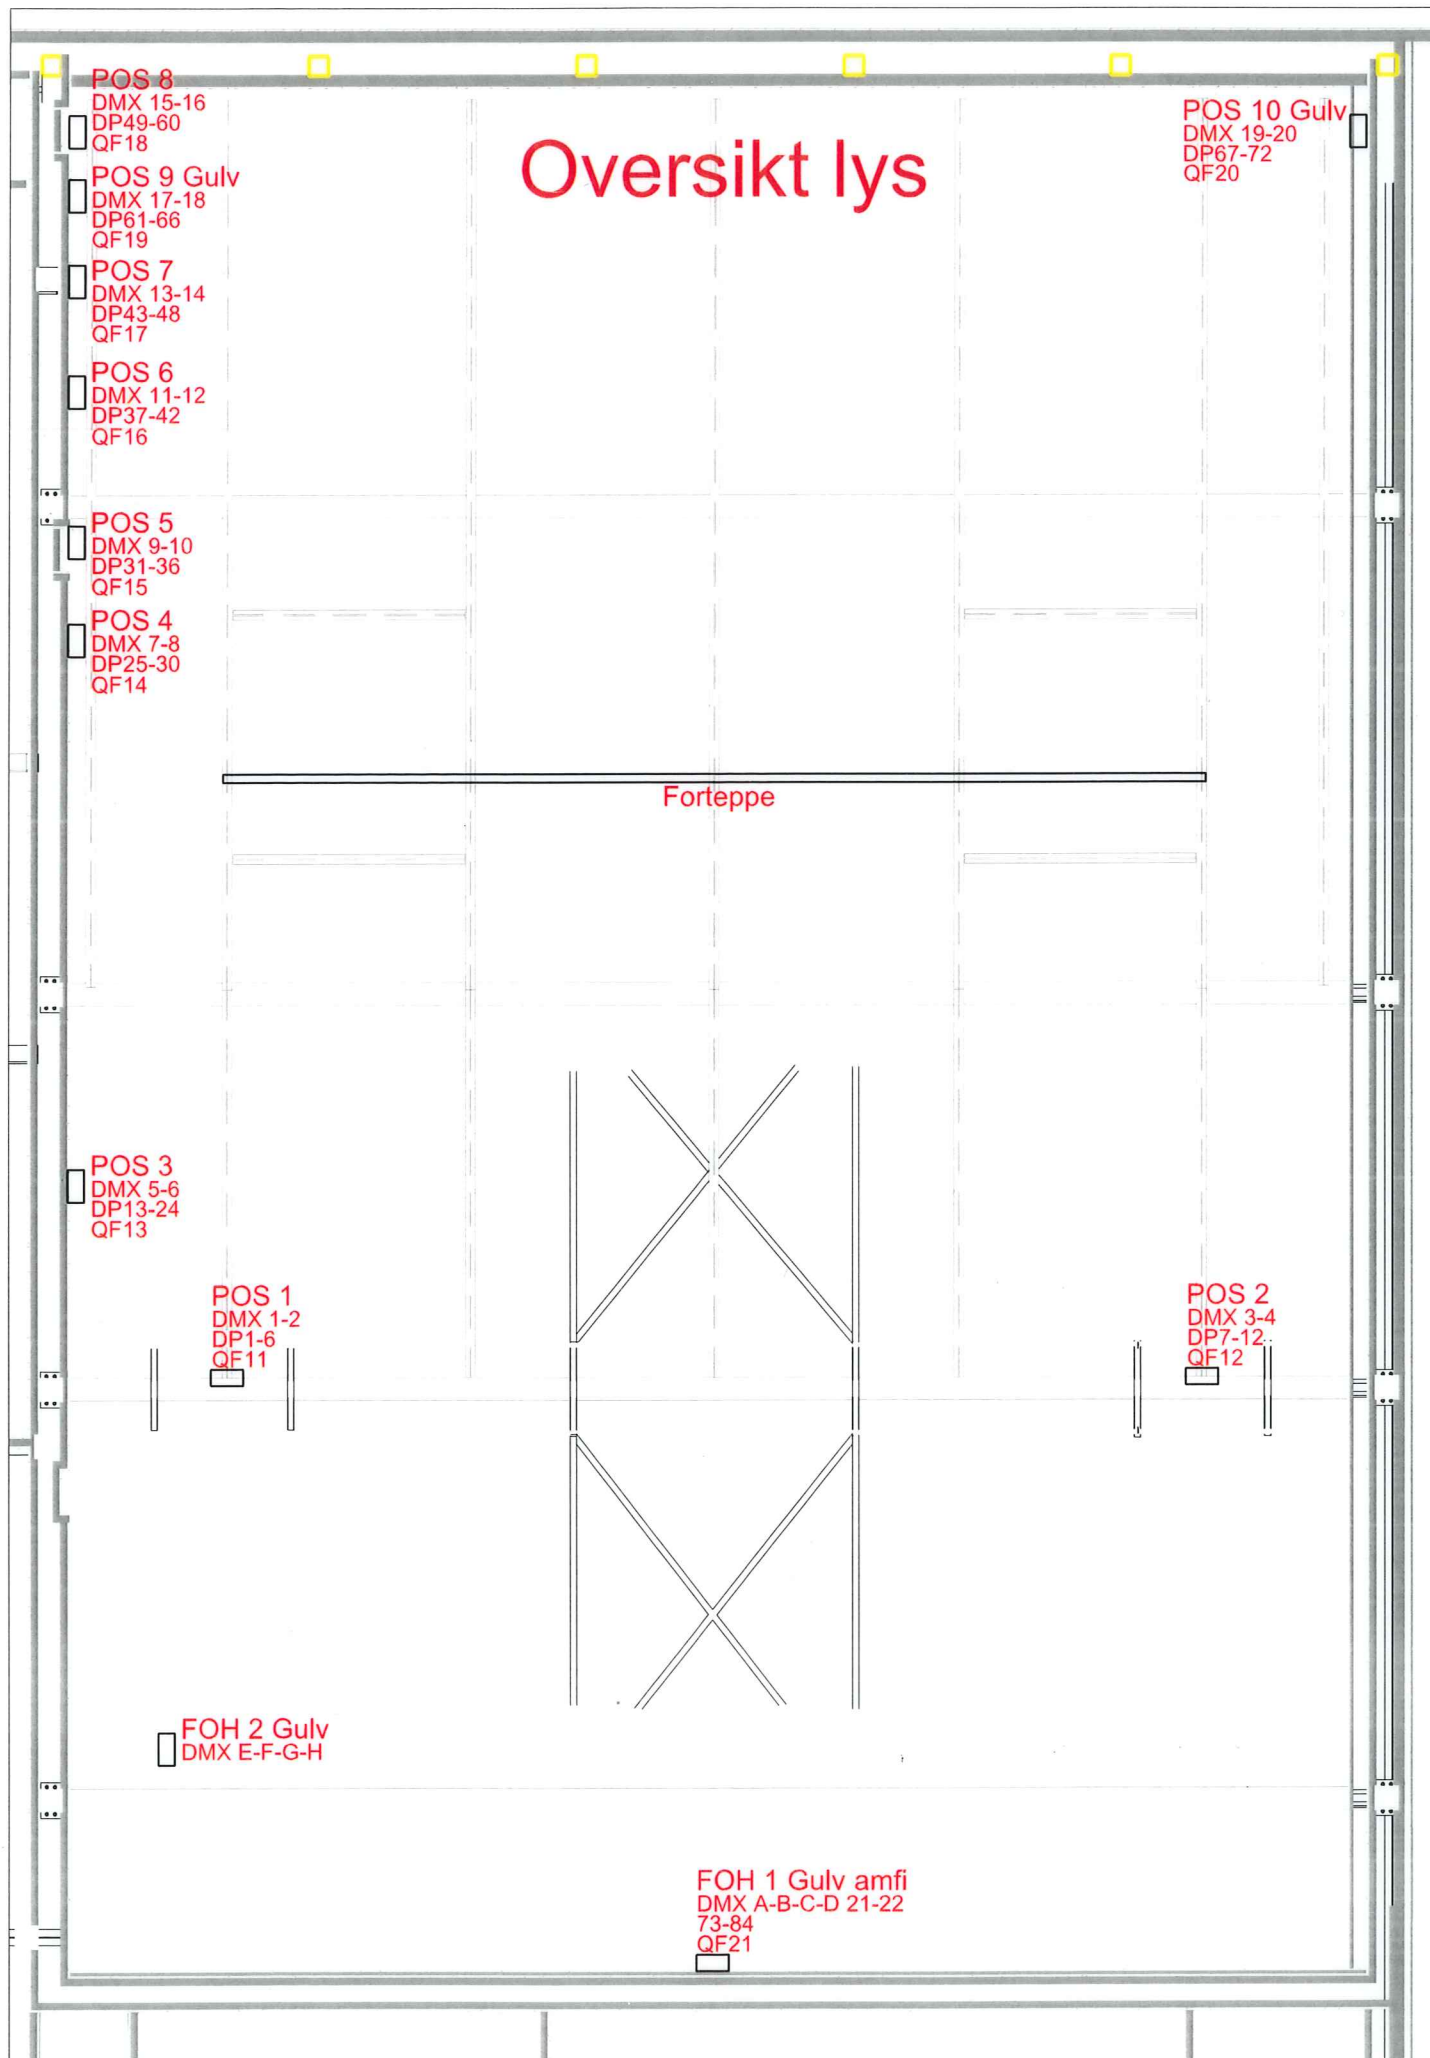 Oversikt lys
POS 8
DMX 15-16
DP49-60
QF18
POS 9 Gulv
DMX 17-18
DP61-66
QF19
POS 7
DMX 13-14
DP43-48
QF17
POS 6
DMX 11-12
DP37-42
QF16
POS 5
DMX 9-10
DP31-36
QF15
POS 4
DMX 7-8
DP25-30
QF14
POS 10 Gulv
DMX 19-20
DP67-72
QF20
Forteppe
POS 3
DMX 5-6
DP13-24
QF13
POS 1
DMX 1-2
DP1-6
QF11
POS 2
DMX 3-4
DP7-12
QF12
FOH 2 Gulv
DMX E-F-G-H
FOH 1 Gulv amfi
DMX A-B-C-D 21-22
73-84
QF21